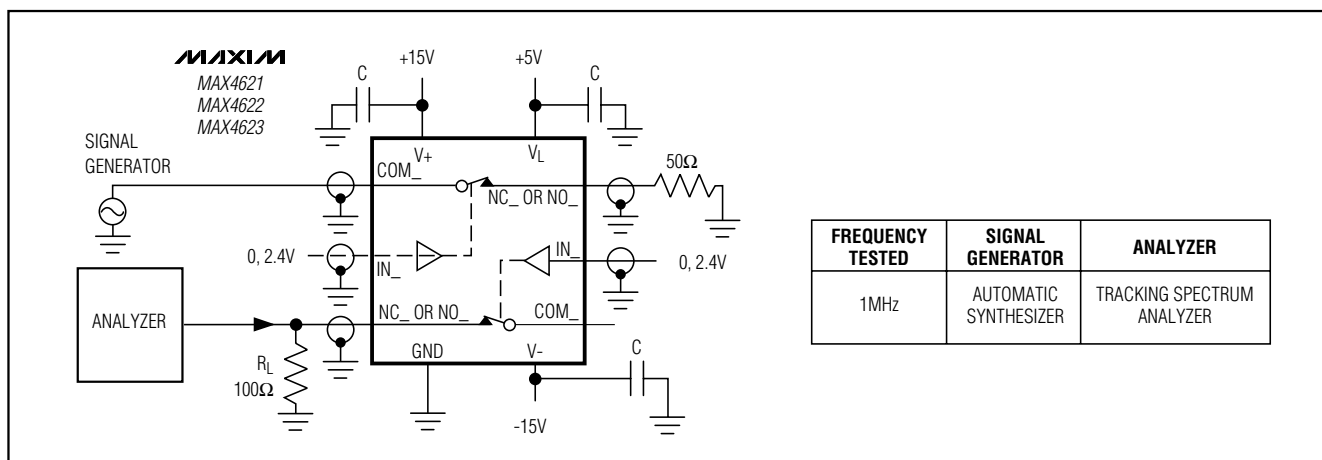 MAXIM
MAX4621
MAX4622
MAX4623
+15V
+5V
C
C
SIGNAL
GENERATOR
V+
VL
50Ω
COM_
NC_ OR NO_
0, 2.4V
IN_
IN_
0, 2.4V
ANALYZER
NC_ OR NO_
COM_
RL
100Ω
GND
V-
C
-15V
FREQUENCY
TESTED
SIGNAL
GENERATOR
ANALYZER
1MHz
AUTOMATIC
SYNTHESIZER
TRACKING SPECTRUM
ANALYZER